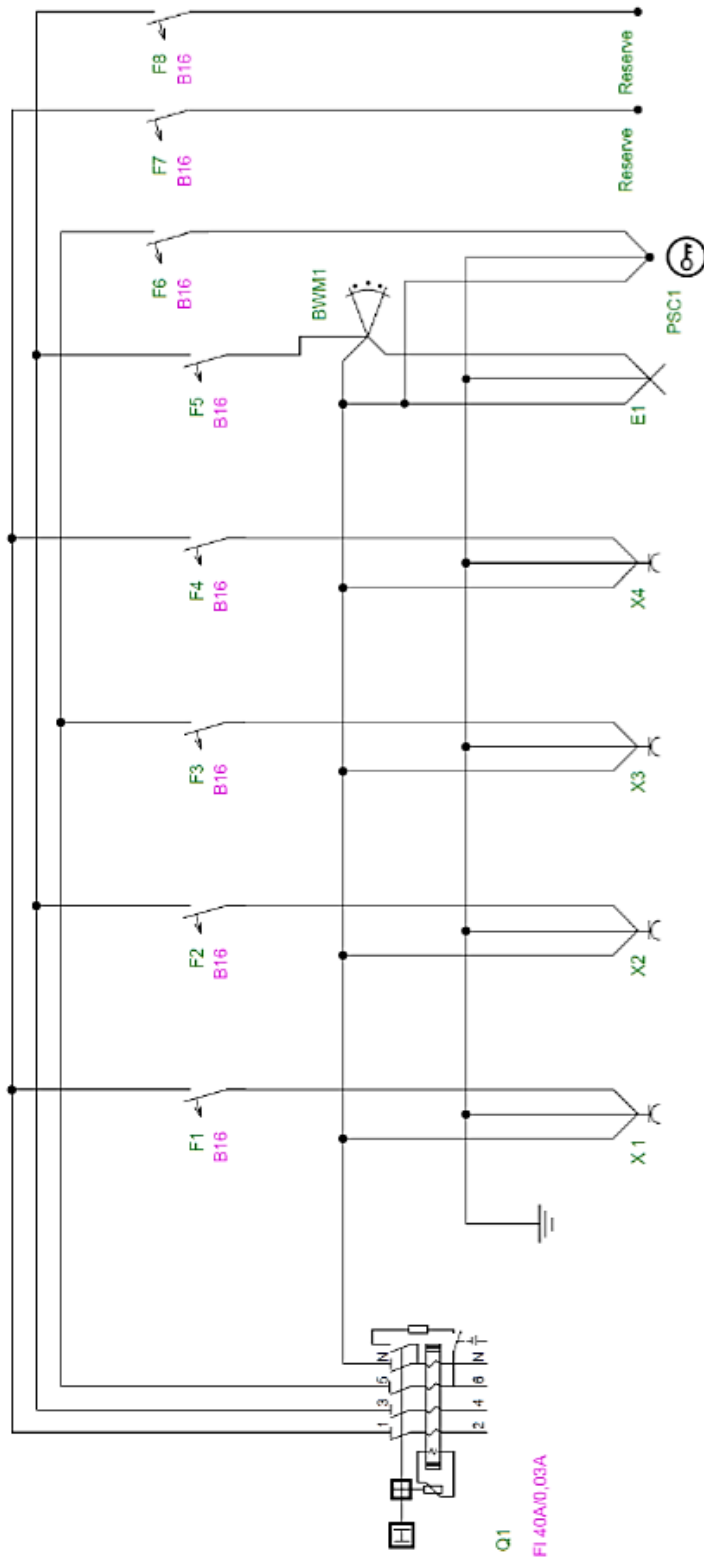 Q1
FI 40A/0,03A
H
1
3
5
N
2
4
6
N
F1
B16
F2
B16
F3
B16
F4
B16
F5
B16
F6
B16
F7
B16
F8
B16
BWM1
X1
X2
X3
X4
E1
PSC1
Reserve
Reserve